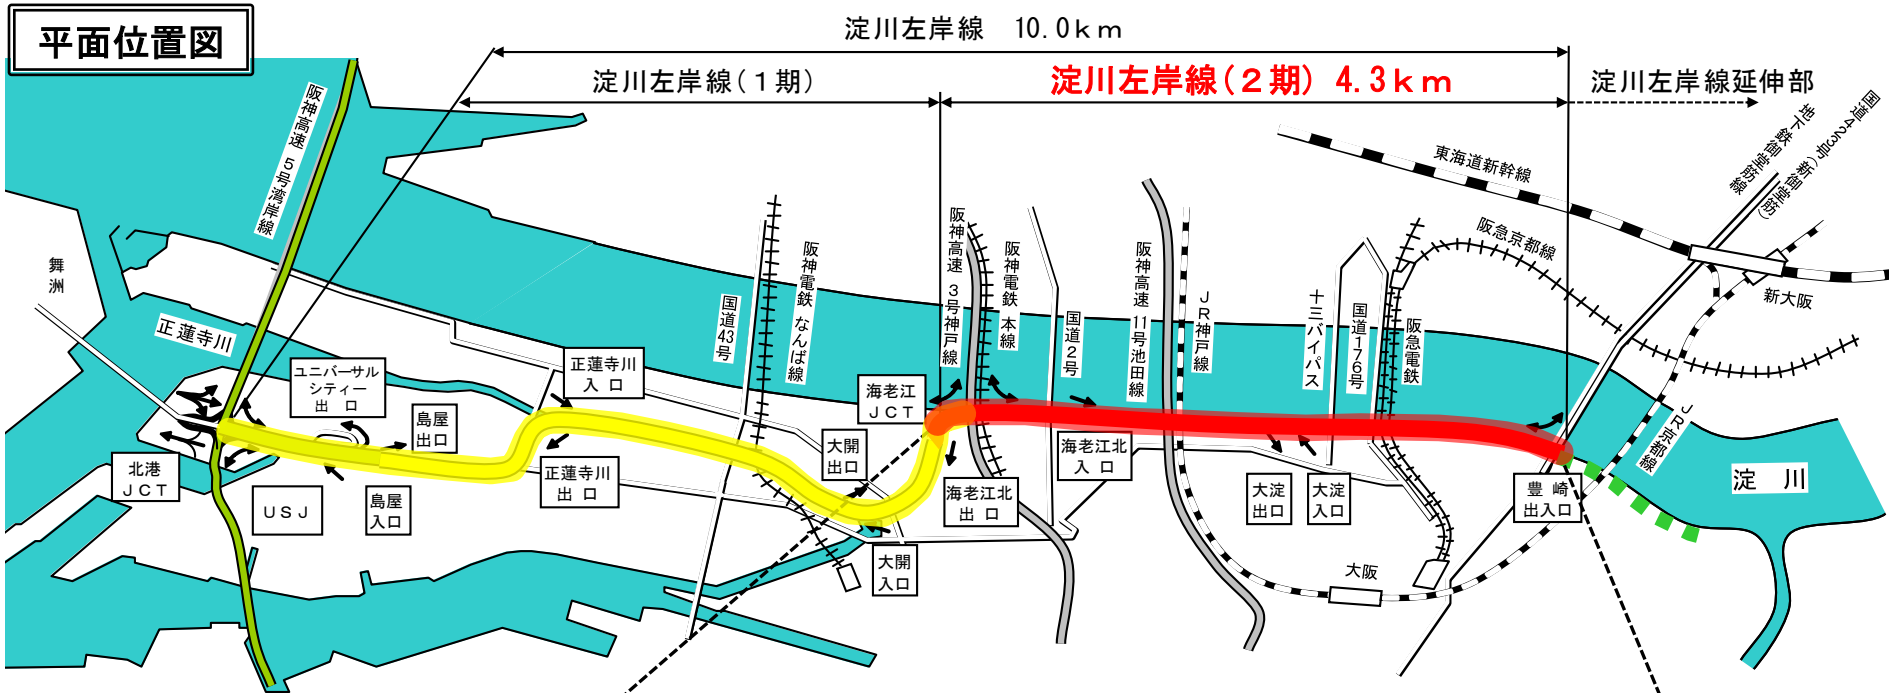 平面位置図
淀川左岸線 10.0km
淀川左岸線(1期)
淀川左岸線(2期) 4.3km
淀川左岸線延伸部
阪神高速 5号湾岸線
舞洲
正蓮寺川
ユニバーサル
シティー
出 口
島屋
出口
北港
JCT
USJ
島屋
入口
正蓮寺川
入 口
正蓮寺川
出 口
国道43号
阪神電鉄 なんば線
大開
出口
大開
入口
海老江
JCT
阪神高速 3号神戸線
阪神電鉄 本線
国道2号
海老江北
入 口
海老江北
出 口
阪神高速 11号池田線
JR神戸線
大淀
出口
大淀
入口
十三バイパス
国道176号
阪急電鉄
阪急京都線
東海道新幹線
地下鉄御堂筋線
国道423号(新御堂筋)
新大阪
JR京都線
大阪
豊 崎
出入口
淀 川